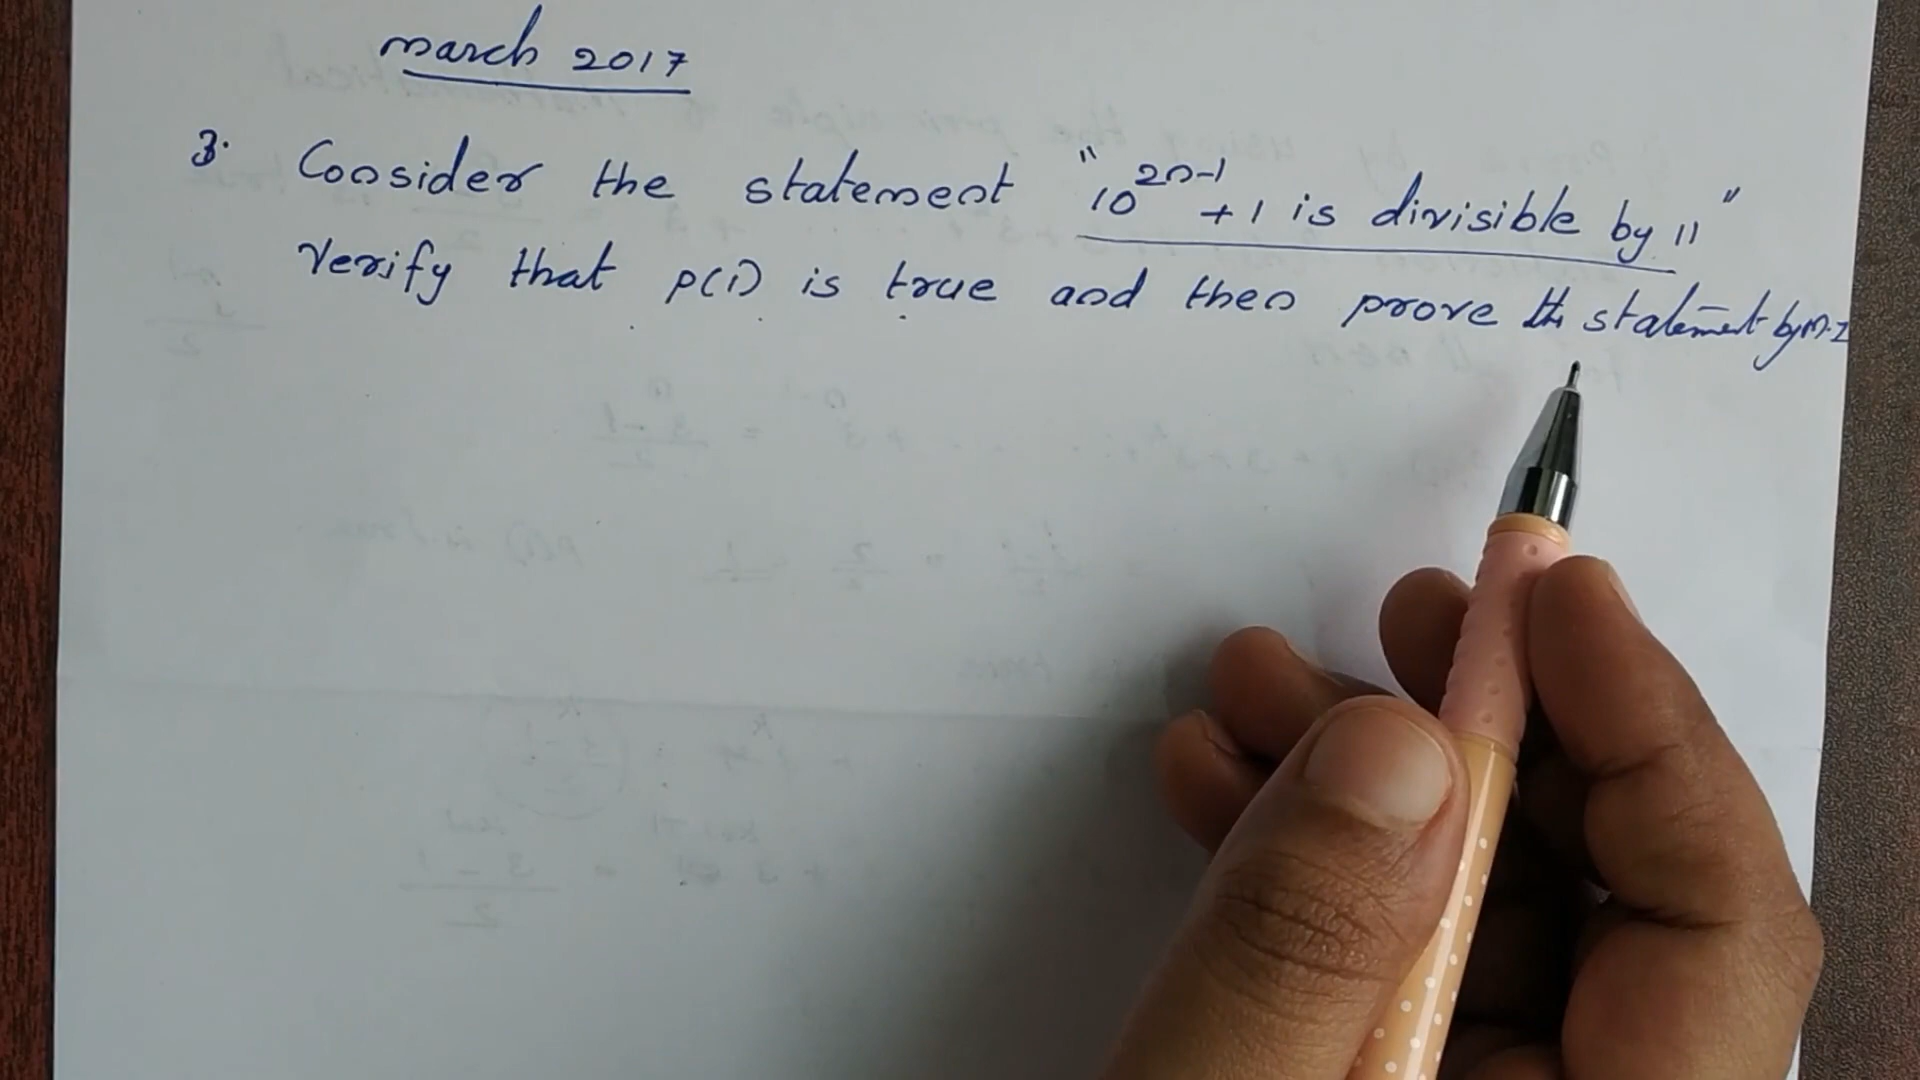 march 2017
3. Consider the statement "10^{2n-1} + 1 is divisible by 11"
Verify that p(1) is true and then prove the statement by M.I